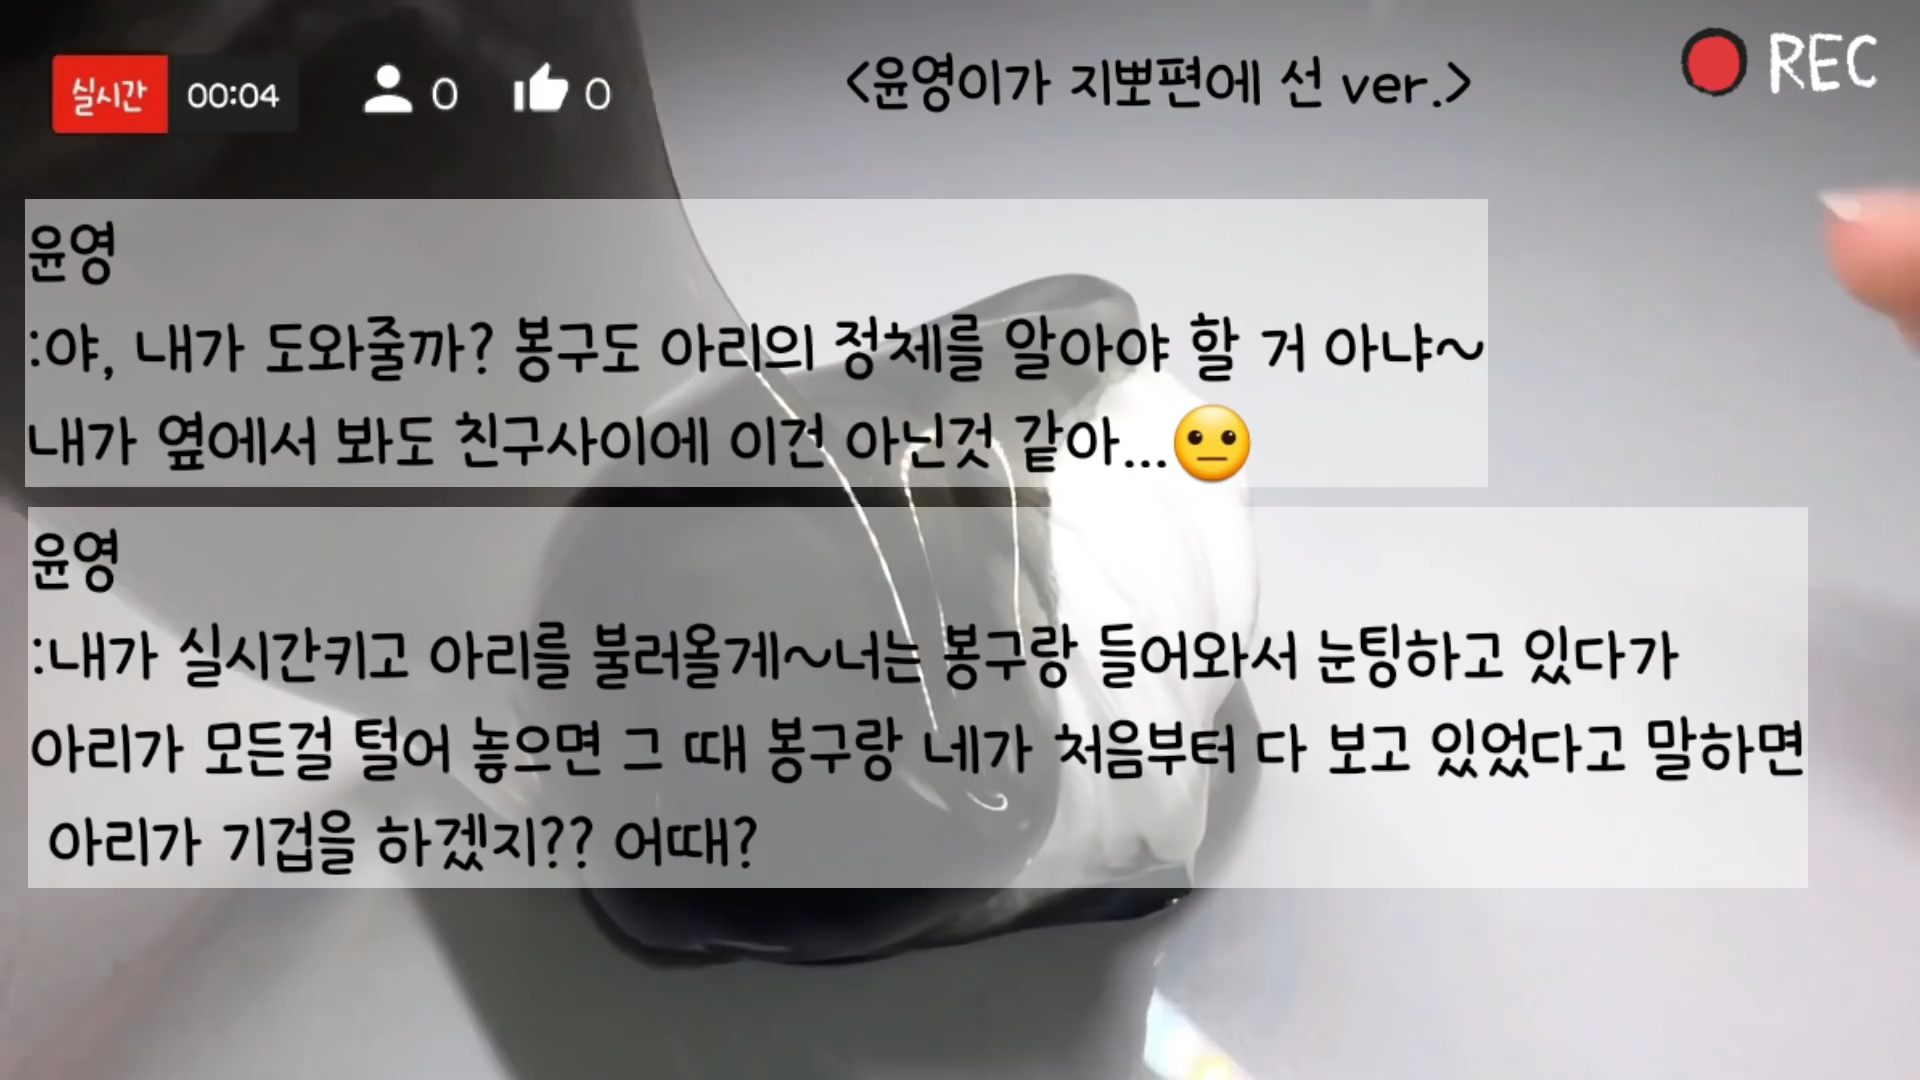 실시간 00:04 0 0 <윤영이가 지뽀편에 선 ver.> REC
윤영
:야, 내가 도와줄까? 봉구도 아리의 정체를 알아야 할 거 아냐~
내가 옆에서 봐도 친구사이에 이건 아닌것 같아...😐
윤영
:내가 실시간키고 아리를 불러올게~너는 봉구랑 들어와서 눈팅하고 있다가
아리가 모든걸 털어 놓으면 그 때 봉구랑 네가 처음부터 다 보고 있었다고 말하면
아리가 기겁을 하겠지?? 어때?